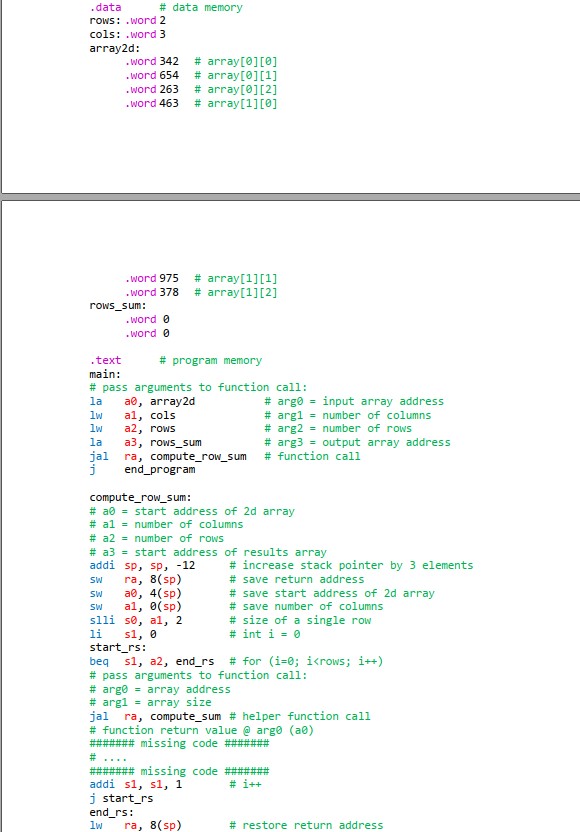 .data # data memory
rows: .word 2
cols: .word 3
array2d:
.word 342 # array[0][0]
.word 654 # array[0][1]
.word 263 # array[0][2]
.word 463 # array[1][0]
.word 975 # array[1][1]
.word 378 # array[1][2]
rows_sum:
.word 0
.word 0
.text # program memory
main:
# pass arguments to function call:
la a0, array2d # arg0 = input array address
lw a1, cols # arg1 = number of columns
lw a2, rows # arg2 = number of rows
la a3, rows_sum # arg3 = output array address
jal ra, compute_row_sum # function call
j end_program
compute_row_sum:
# a0 = start address of 2d array
# a1 = number of columns
# a2 = number of rows
# a3 = start address of results array
addi sp, sp, -12 # increase stack pointer by 3 elements
sw ra, 8(sp) # save return address
sw a0, 4(sp) # save start address of 2d array
sw a1, 0(sp) # save number of columns
slli s0, a1, 2 # size of a single row
li s1, 0 # int i = 0
start_rs:
beq s1, a2, end_rs # for (i=0; i<rows; i++)
# pass arguments to function call:
# arg0 = array address
# arg1 = array size
jal ra, compute_sum # helper function call
# function return value @ arg0 (a0)
####### missing code #######
# ....
####### missing code #######
addi s1, s1, 1 # i++
j start_rs
end_rs:
lw ra, 8(sp) # restore return address